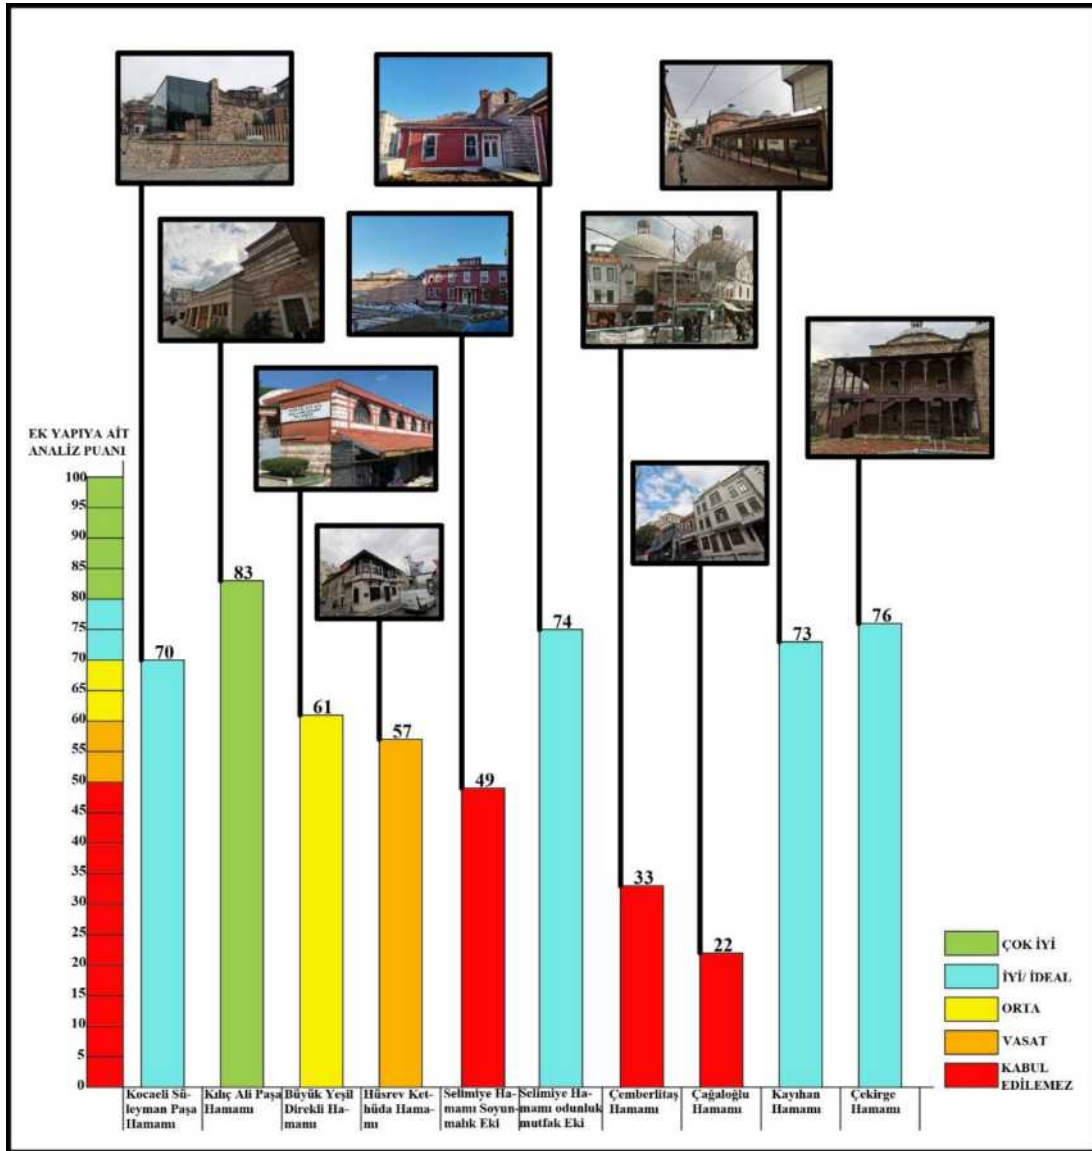 EK YAPIYA AİT
ANALİZ PUANI
100
95
90
85
80
75
70
65
60
55
50
45
40
35
30
25
20
15
10
5
0
70
83
61
57
49
74
33
22
73
76
ÇOK İYİ
İYİ/ İDEAL
ORTA
VASAT
KABUL
EDİLEMEZ
Kocaeli Sü-
leyman Paşa
Hamamı
Kılıç Ali Paşa
Hamamı
Büyük Yeşil
Direkli Ha-
mamı
Hüsrev Ket-
hüda Hama-
mı
Selimiye Ha-
mamı Soyun-
malık Eki
Selimiye Ha-
mamı odunluk
mutfak Eki
Çemberlitaş
Hamamı
Çağaloğlu
Hamamı
Kayıhan
Hamamı
Çekirge
Hamamı